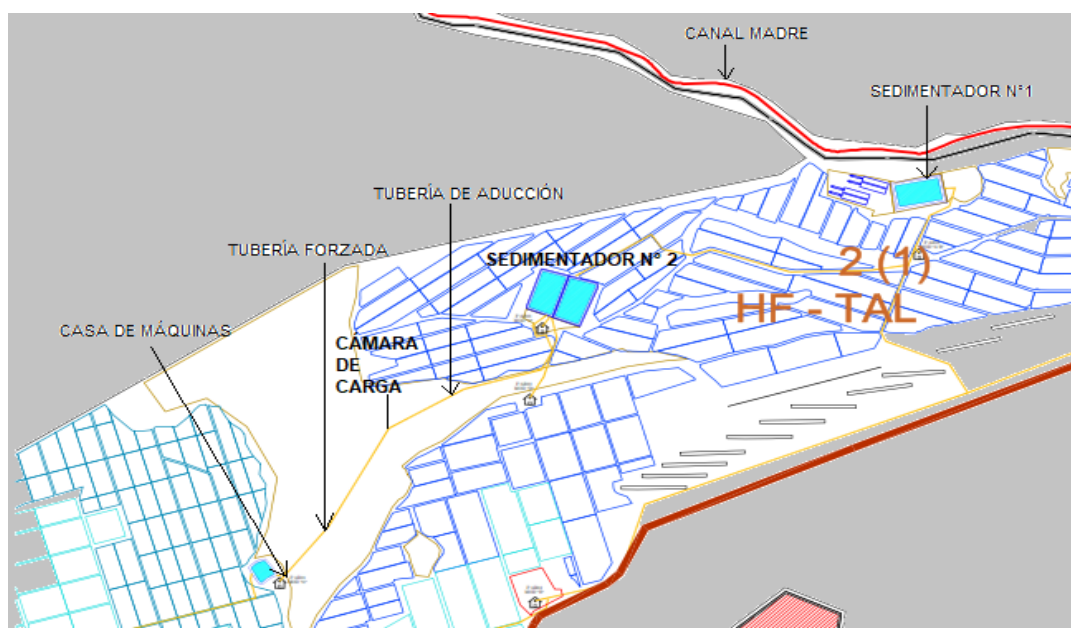 CANAL MADRE
SEDIMENTADOR N°1
TUBERÍA DE ADUCCIÓN
TUBERÍA FORZADA
SEDIMENTADOR N° 2
2 (1)
HF - TAL
CASA DE MÁQUINAS
CÁMARA
DE
CARGA